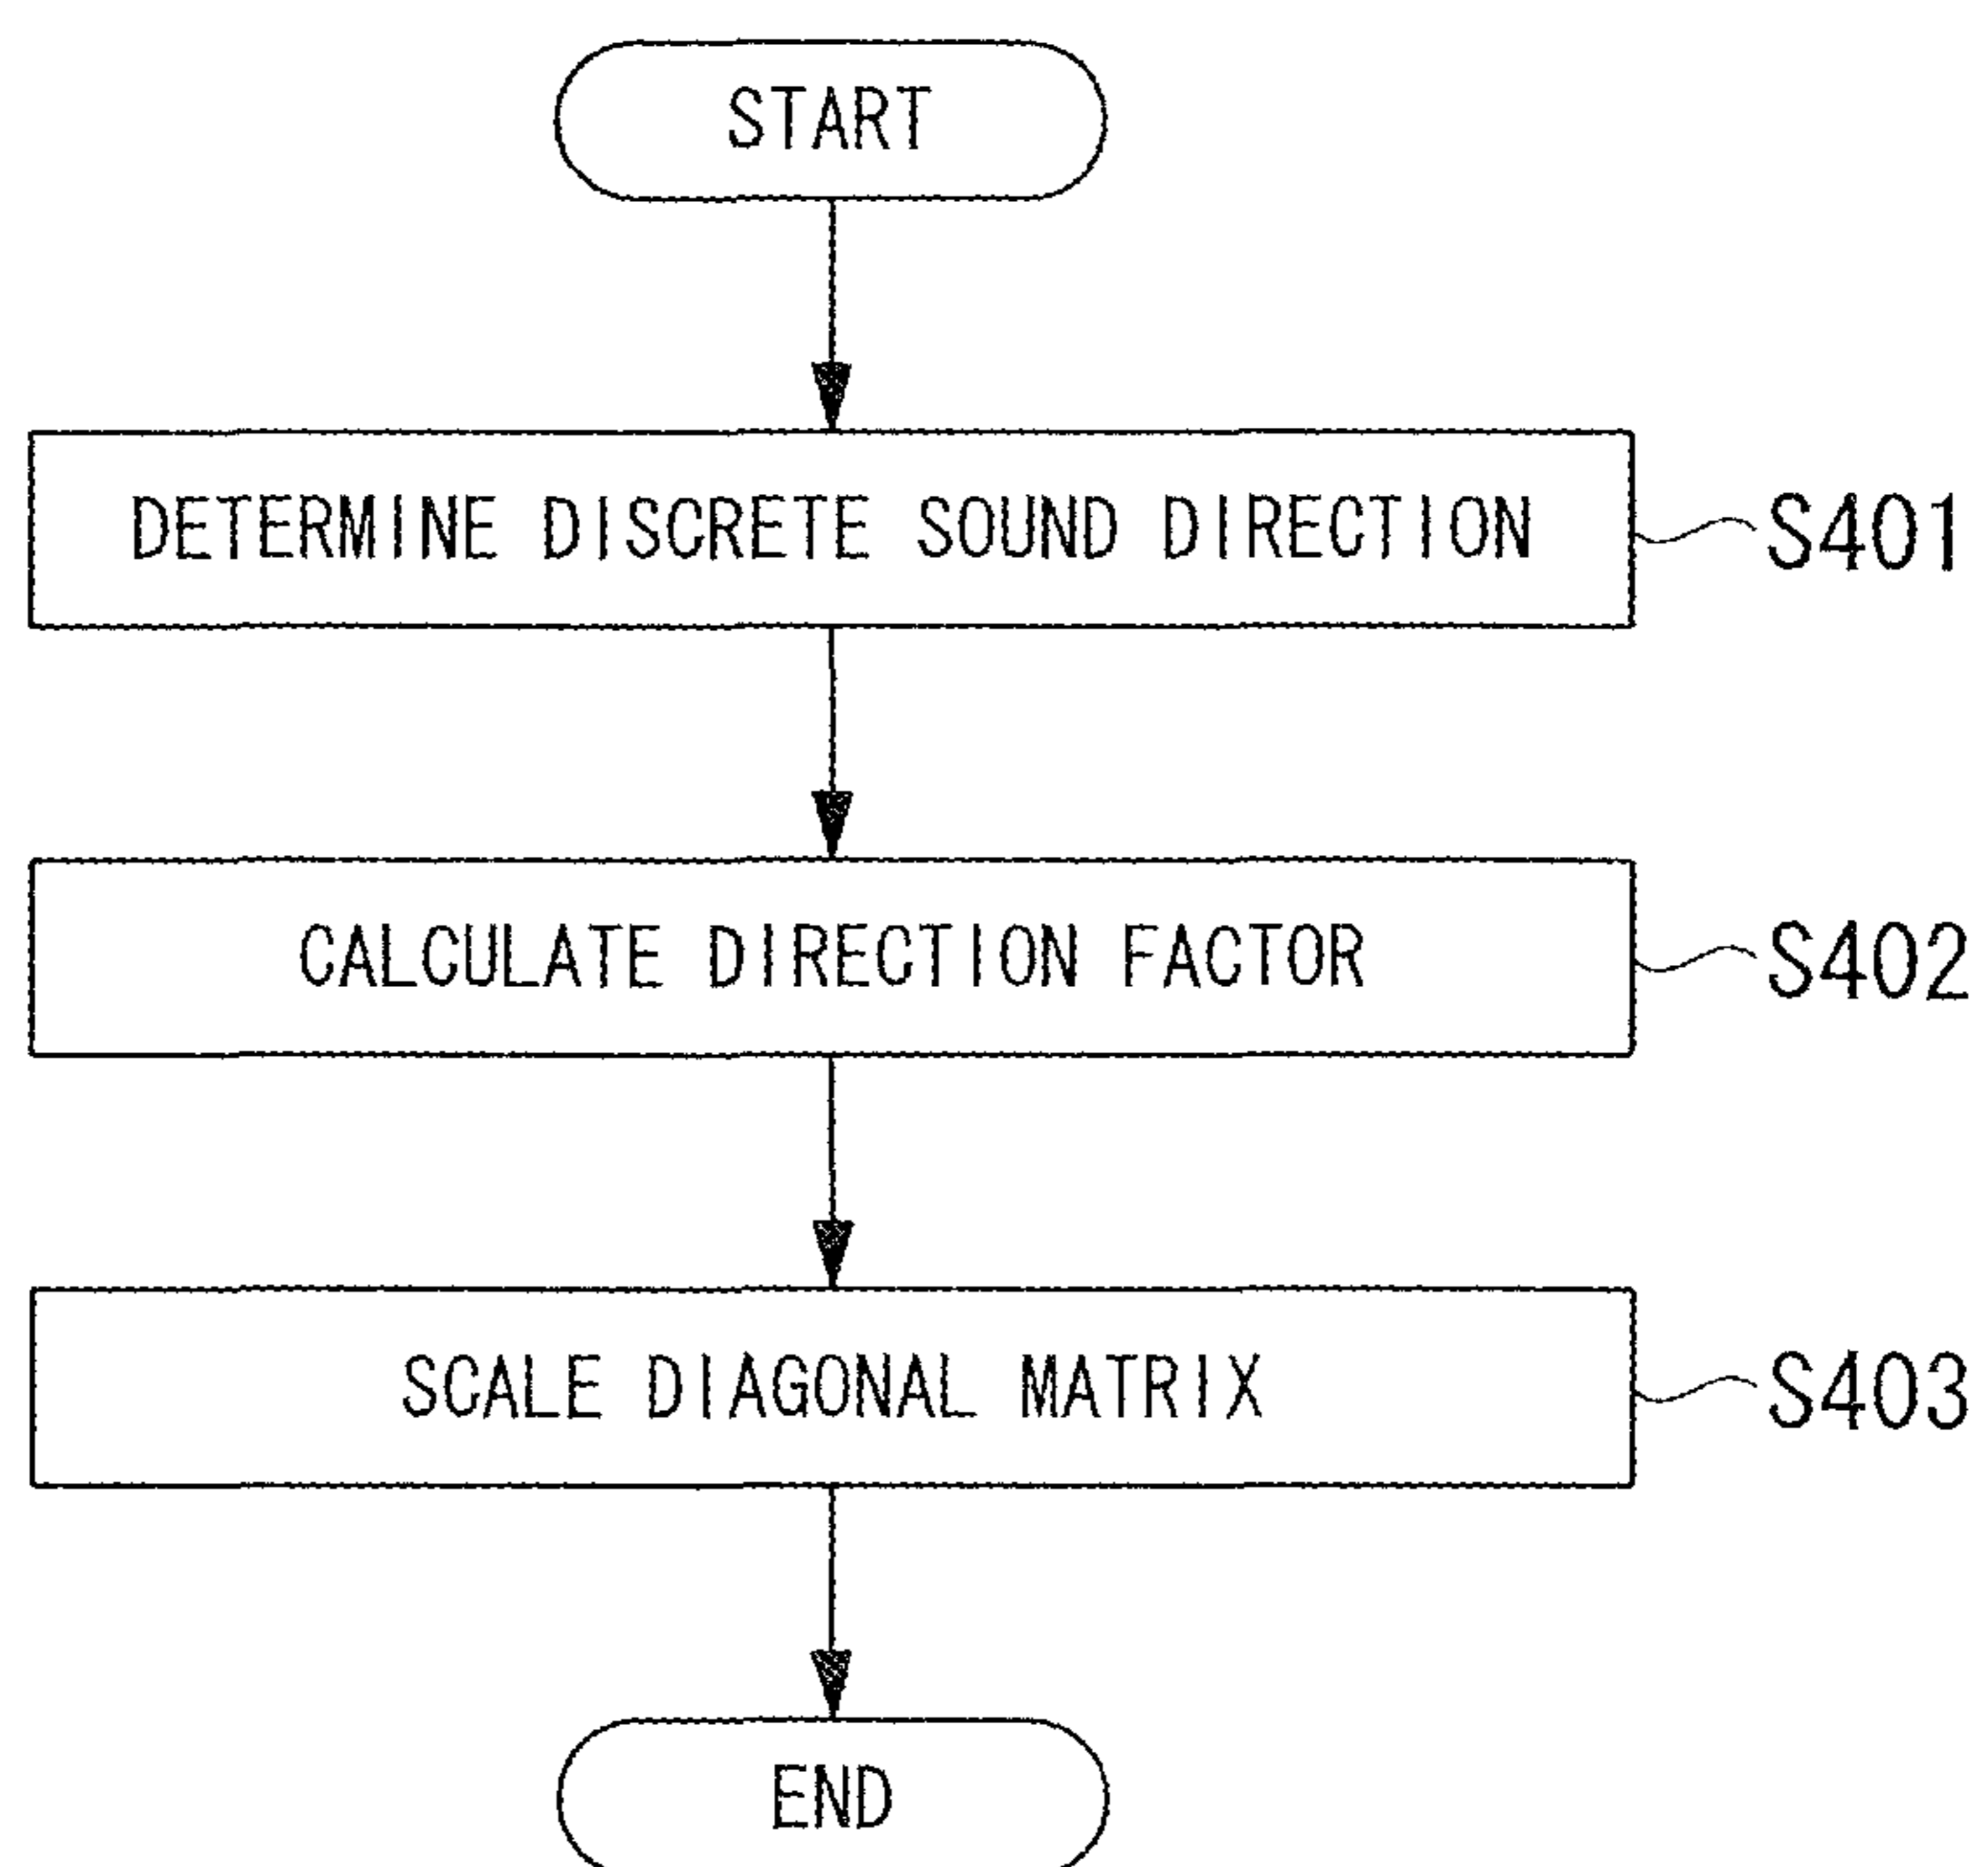 START
DETERMINE DISCRETE SOUND DIRECTION
S401
CALCULATE DIRECTION FACTOR
S402
SCALE DIAGONAL MATRIX
S403
END